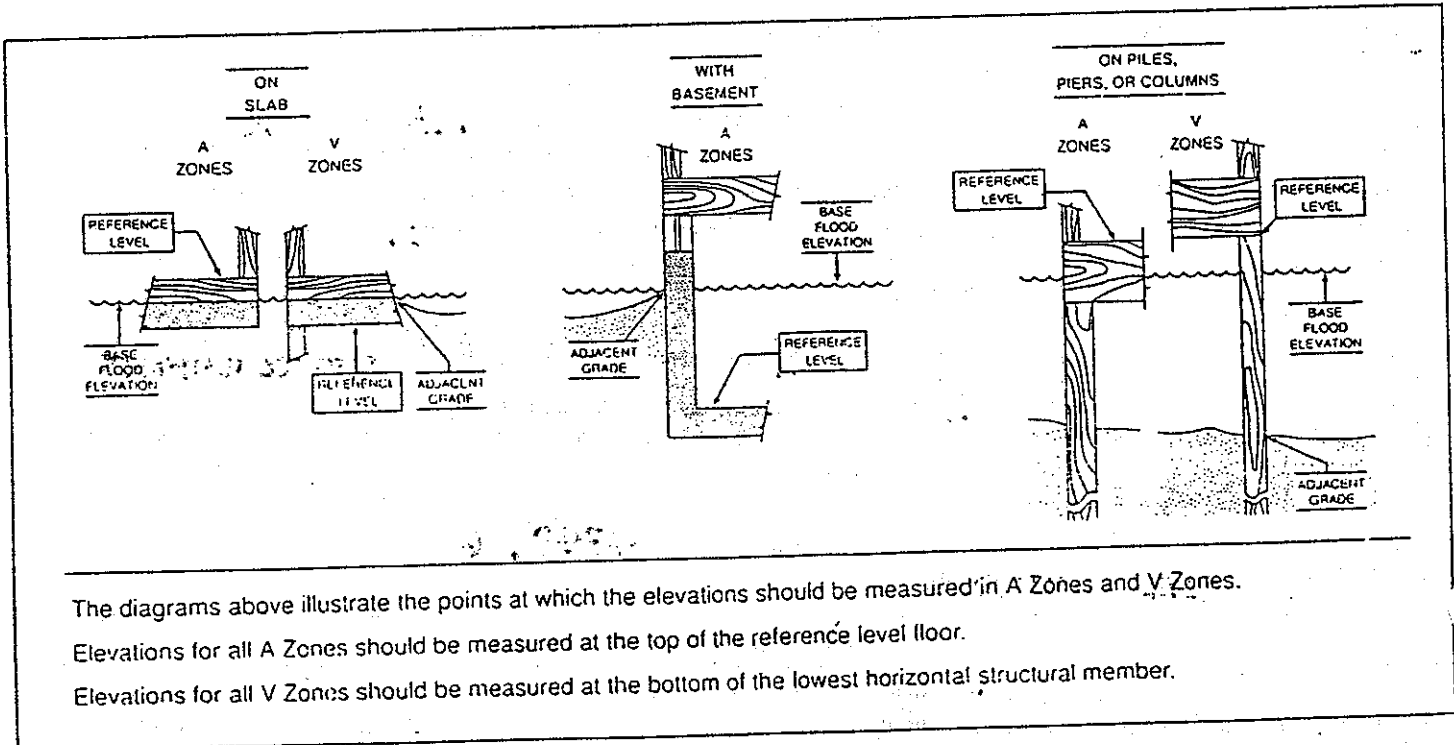 ON
SLAB
A
ZONES
V
ZONES
REFERENCE
LEVEL
BASE
FLOOD
ELEVATION
REFERENCE
LEVEL
ADJACENT
GRADE
WITH
BASEMENT
A
ZONES
BASE
FLOOD
ELEVATION
ADJACENT
GRADE
REFERENCE
LEVEL
ON PILES,
PIERS, OR COLUMNS
A
ZONES
V
ZONES
REFERENCE
LEVEL
REFERENCE
LEVEL
BASE
FLOOD
ELEVATION
ADJACENT
GRADE
The diagrams above illustrate the points at which the elevations should be measured in A Zones and V Zones.
Elevations for all A Zones should be measured at the top of the reference level floor.
Elevations for all V Zones should be measured at the bottom of the lowest horizontal structural member.